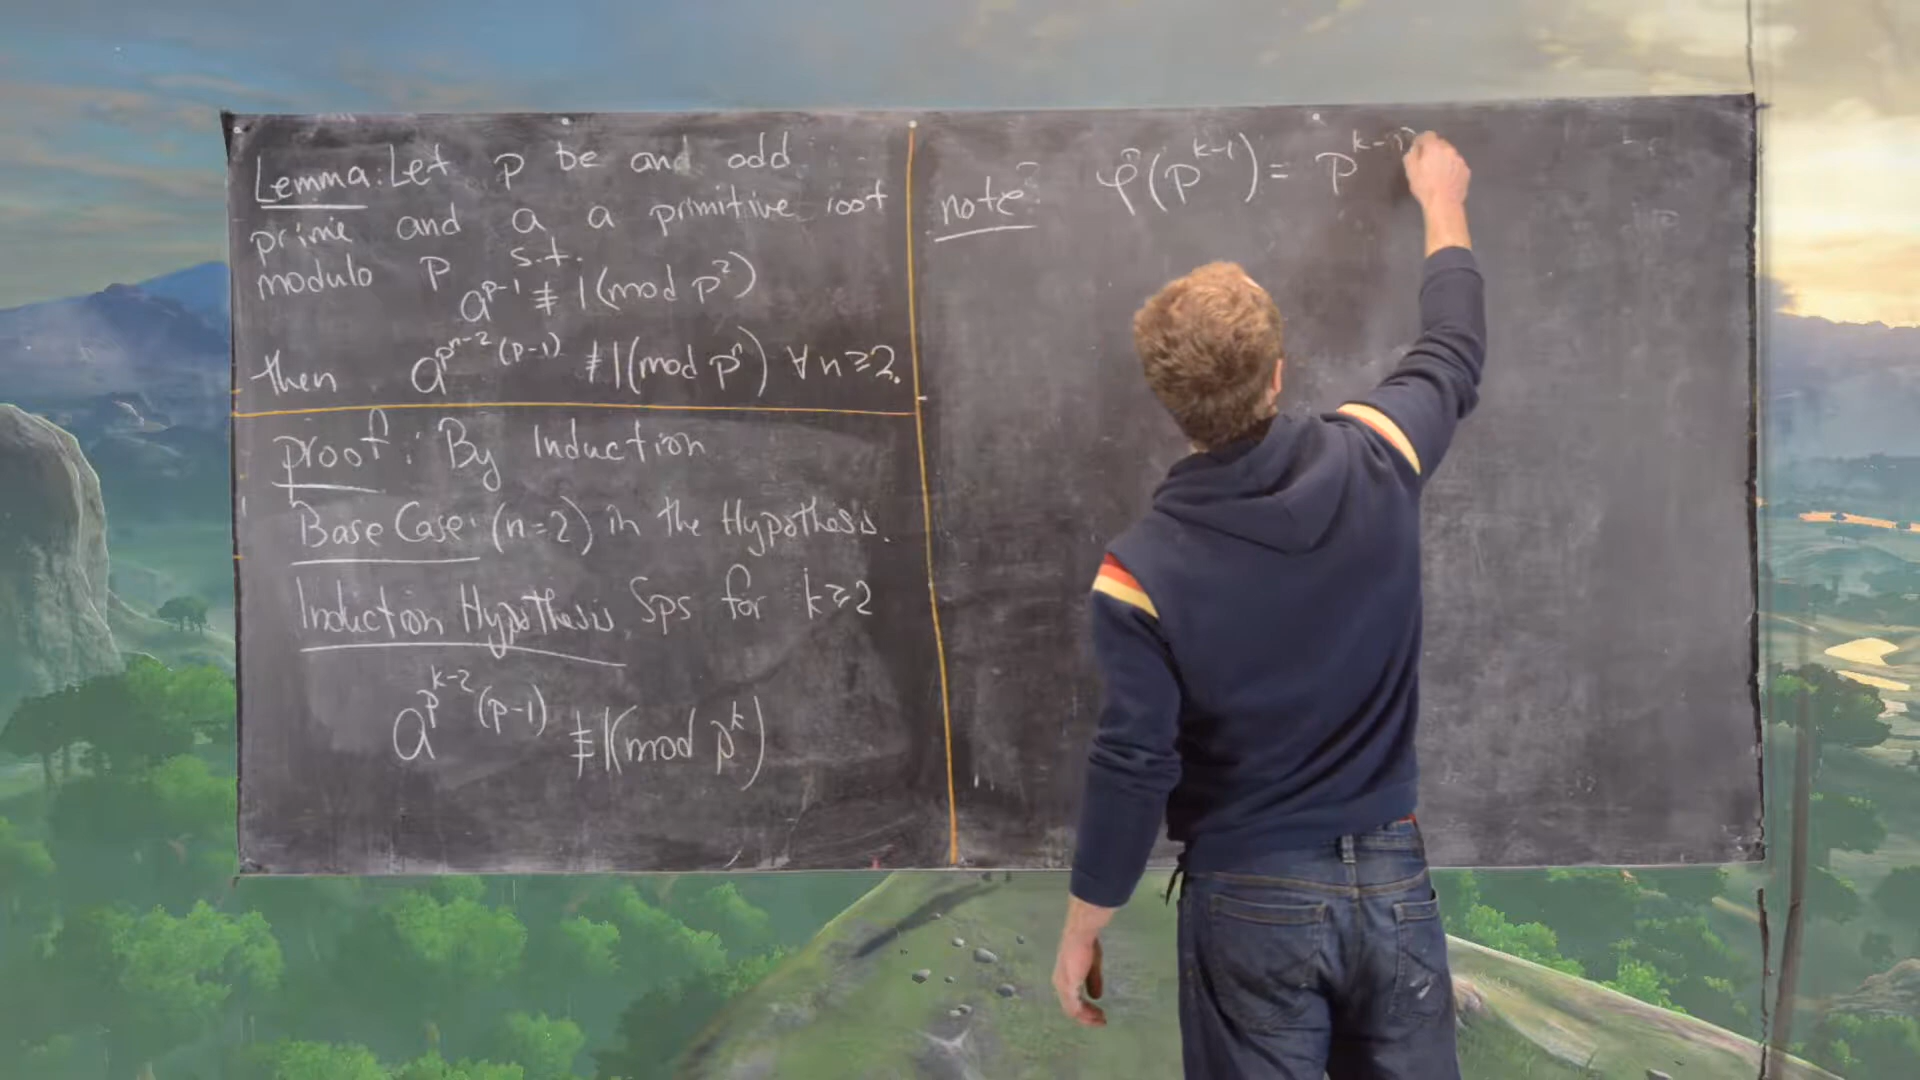 Lemma: Let p be and odd
prime and a a primitive root
modulo p s.t.
a^{p-1} ≢ 1 (mod p^2)
then a^{p^{n-2}(p-1)} ≢ 1 (mod p^n) ∀ n ≥ 2.
proof: By Induction
Base Case: (n=2) in the Hypothesis.
Induction Hypothesis, Sps for k ≥ 2
a^{p^{k-2}(p-1)} ≢ 1 (mod p^k)
note: φ(p^{k-1}) = p